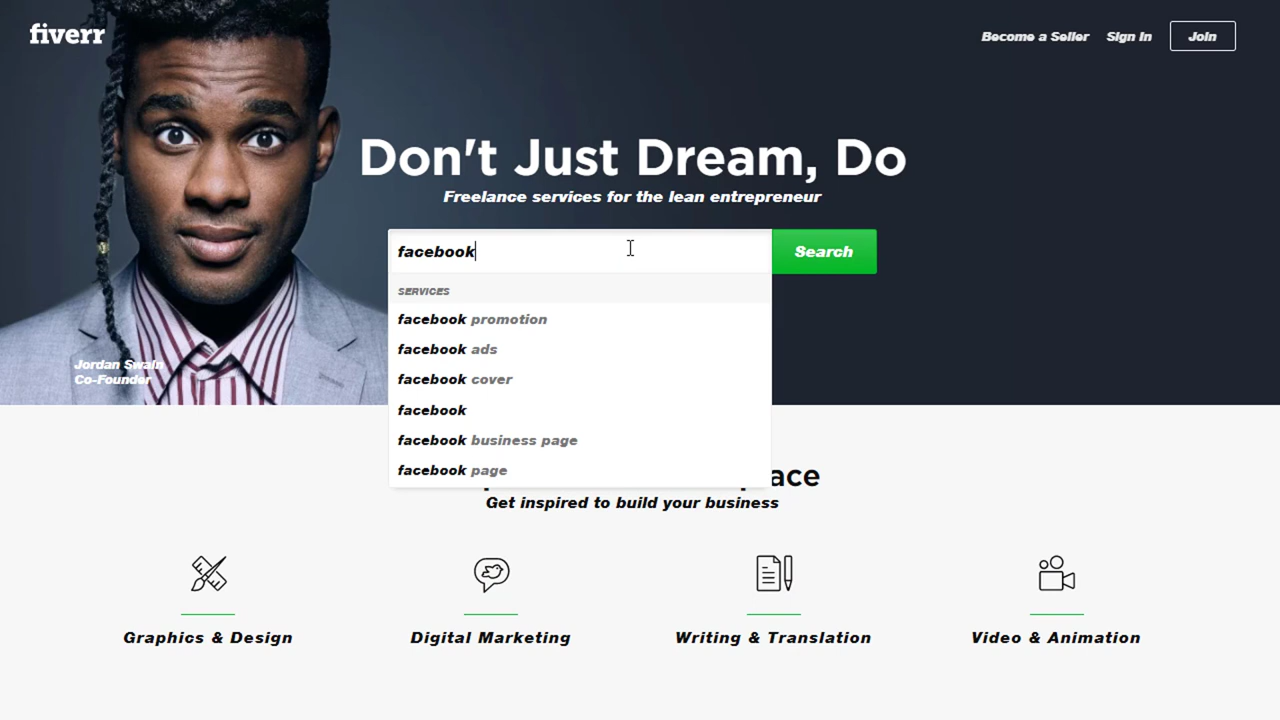 fiverr
Become a Seller Sign In Join
Don't Just Dream, Do
Freelance services for the lean entrepreneur
facebook Search
SERVICES
facebook promotion
facebook ads
facebook cover
facebook
facebook business page
facebook page
Jordan Swain
Co-Founder
Get inspired to build your business
Graphics & Design Digital Marketing Writing & Translation Video & Animation